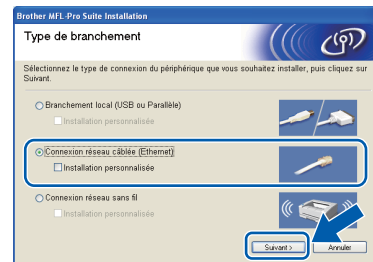 Brother MFL-Pro Suite Installation
Type de branchement
Sélectionnez le type de connexion du périphérique que vous souhaitez installer, puis cliquez sur
Suivant.
Branchement local (USB ou Parallèle)
Installation personnalisée
Connexion réseau câblée (Ethernet)
Installation personnalisée
Connexion réseau sans fil
Installation personnalisée
Suivant >
Annuler